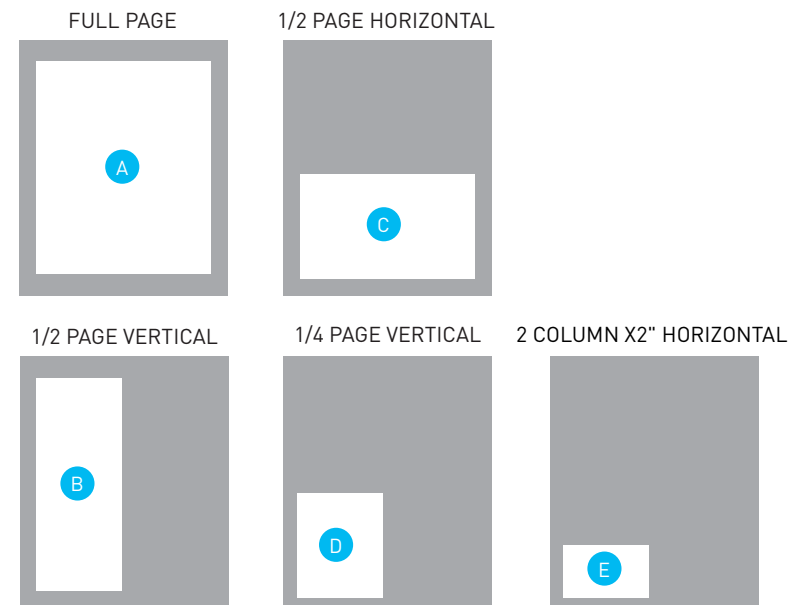 FULL PAGE
1/2 PAGE HORIZONTAL
A
C
1/2 PAGE VERTICAL
1/4 PAGE VERTICAL
2 COLUMN X2" HORIZONTAL
B
D
E